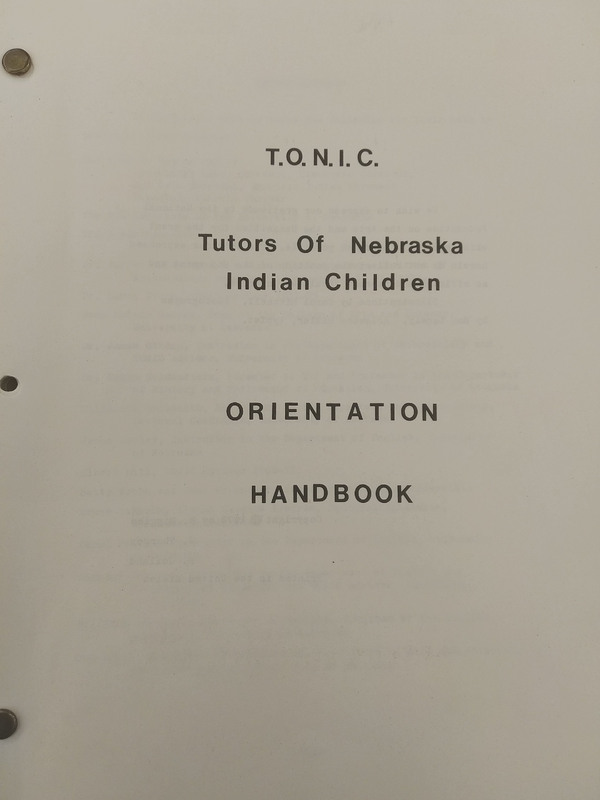 T.O.N.I.C.
Tutors Of Nebraska
Indian Children
ORIENTATION
HANDBOOK